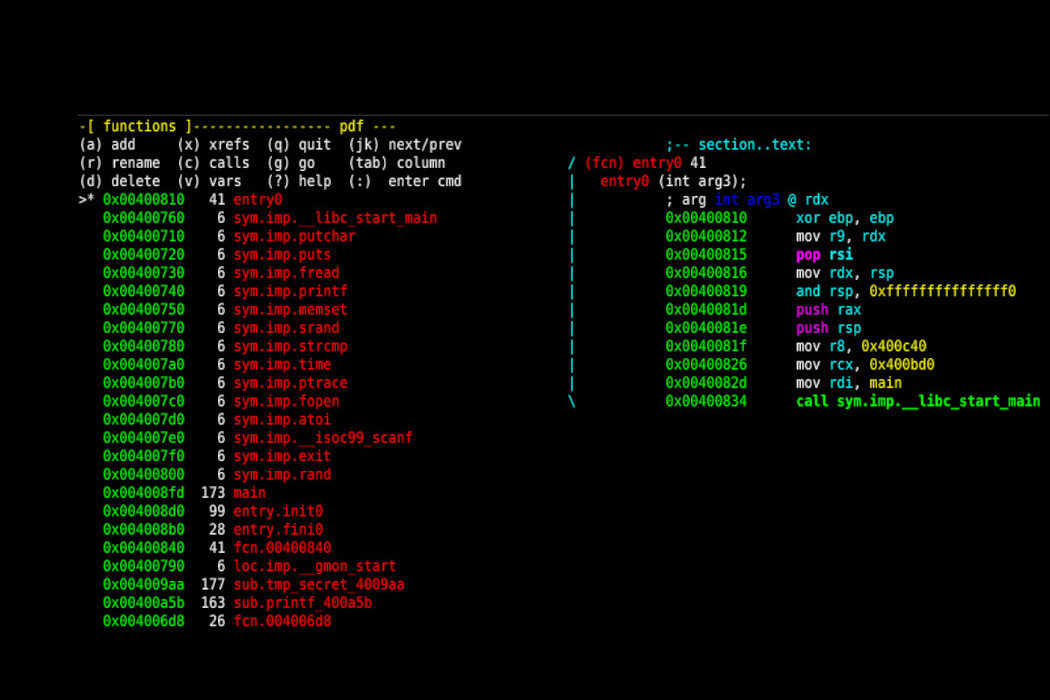 -[ functions ]----------------- pdf ---
(a) add     (x) xrefs  (q) quit  (jk) next/prev
(r) rename  (c) calls  (g) go    (tab) column
(d) delete  (v) vars   (?) help  (:)  enter cmd
>* 0x00400810   41 entry0
   0x00400760    6 sym.imp.__libc_start_main
   0x00400710    6 sym.imp.putchar
   0x00400720    6 sym.imp.puts
   0x00400730    6 sym.imp.fread
   0x00400740    6 sym.imp.printf
   0x00400750    6 sym.imp.memset
   0x00400770    6 sym.imp.srand
   0x00400780    6 sym.imp.strcmp
   0x004007a0    6 sym.imp.time
   0x004007b0    6 sym.imp.ptrace
   0x004007c0    6 sym.imp.fopen
   0x004007d0    6 sym.imp.atoi
   0x004007e0    6 sym.imp.__isoc99_scanf
   0x004007f0    6 sym.imp.exit
   0x00400800    6 sym.imp.rand
   0x004008fd  173 main
   0x004008d0   99 entry.init0
   0x004008b0   28 entry.fini0
   0x00400840   41 fcn.00400840
   0x00400790    6 loc.imp.__gmon_start
   0x004009aa  177 sub.tmp_secret_4009aa
   0x00400a5b  163 sub.printf_400a5b
   0x004006d8   26 fcn.004006d8
            ;-- section..text:
/ (fcn) entry0 41
|   entry0 (int arg3);
|           ; arg int arg3 @ rdx
|           0x00400810      xor ebp, ebp
|           0x00400812      mov r9, rdx
|           0x00400815      pop rsi
|           0x00400816      mov rdx, rsp
|           0x00400819      and rsp, 0xfffffffffffffff0
|           0x0040081d      push rax
|           0x0040081e      push rsp
|           0x0040081f      mov r8, 0x400c40
|           0x00400826      mov rcx, 0x400bd0
|           0x0040082d      mov rdi, main
\           0x00400834      call sym.imp.__libc_start_main